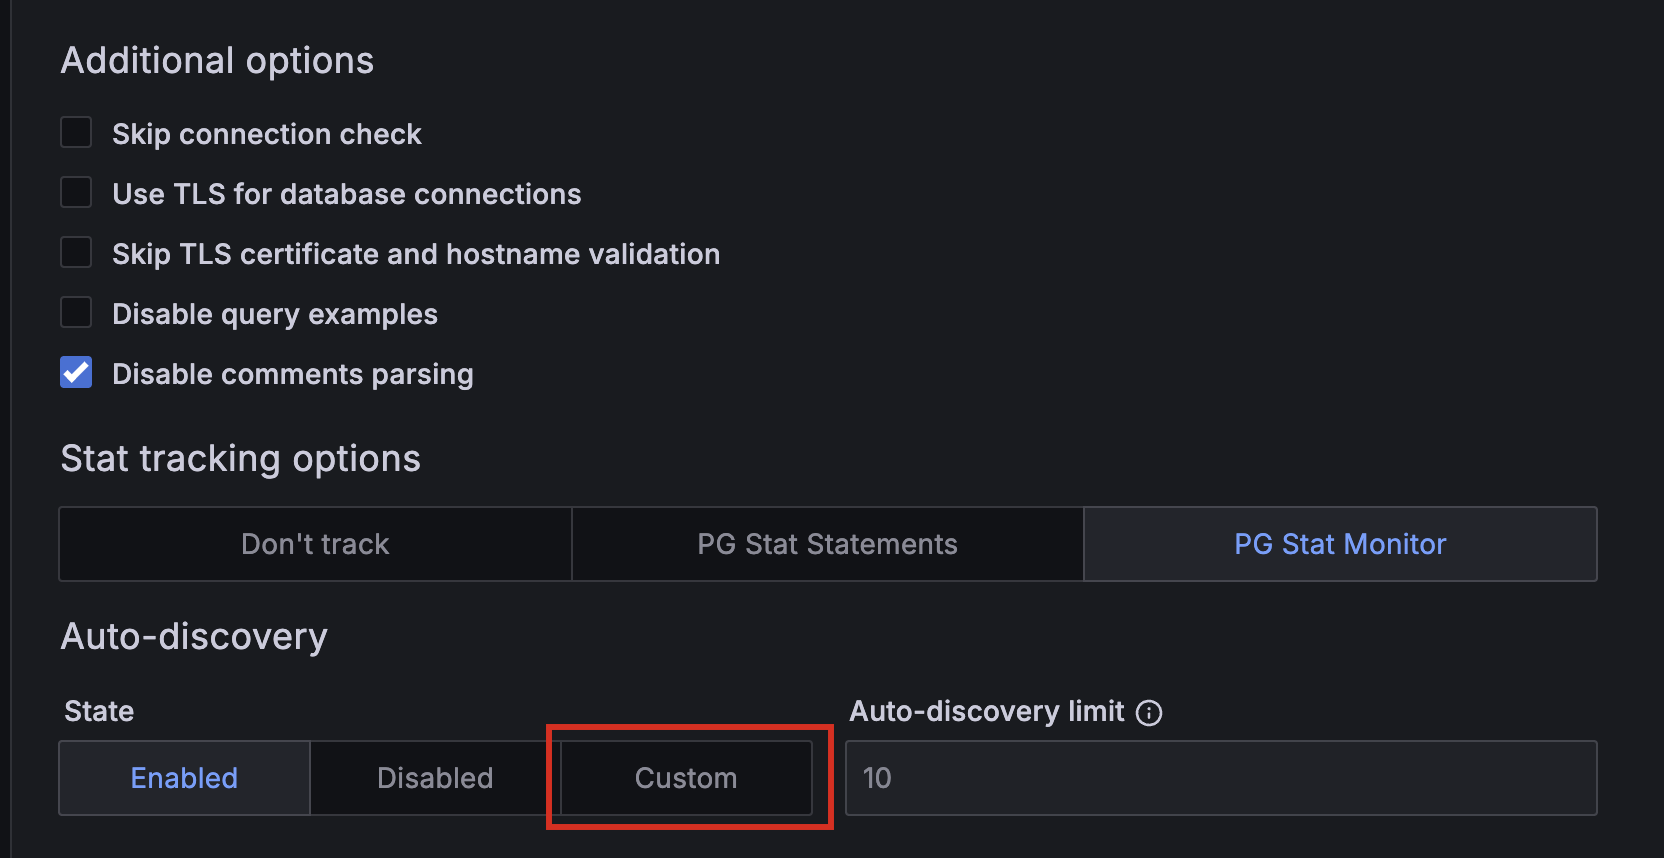 Additional options
Skip connection check
Use TLS for database connections
Skip TLS certificate and hostname validation
Disable query examples
Disable comments parsing
Stat tracking options
Don't track PG Stat Statements PG Stat Monitor
Auto-discovery
State Auto-discovery limit
Enabled Disabled Custom 10